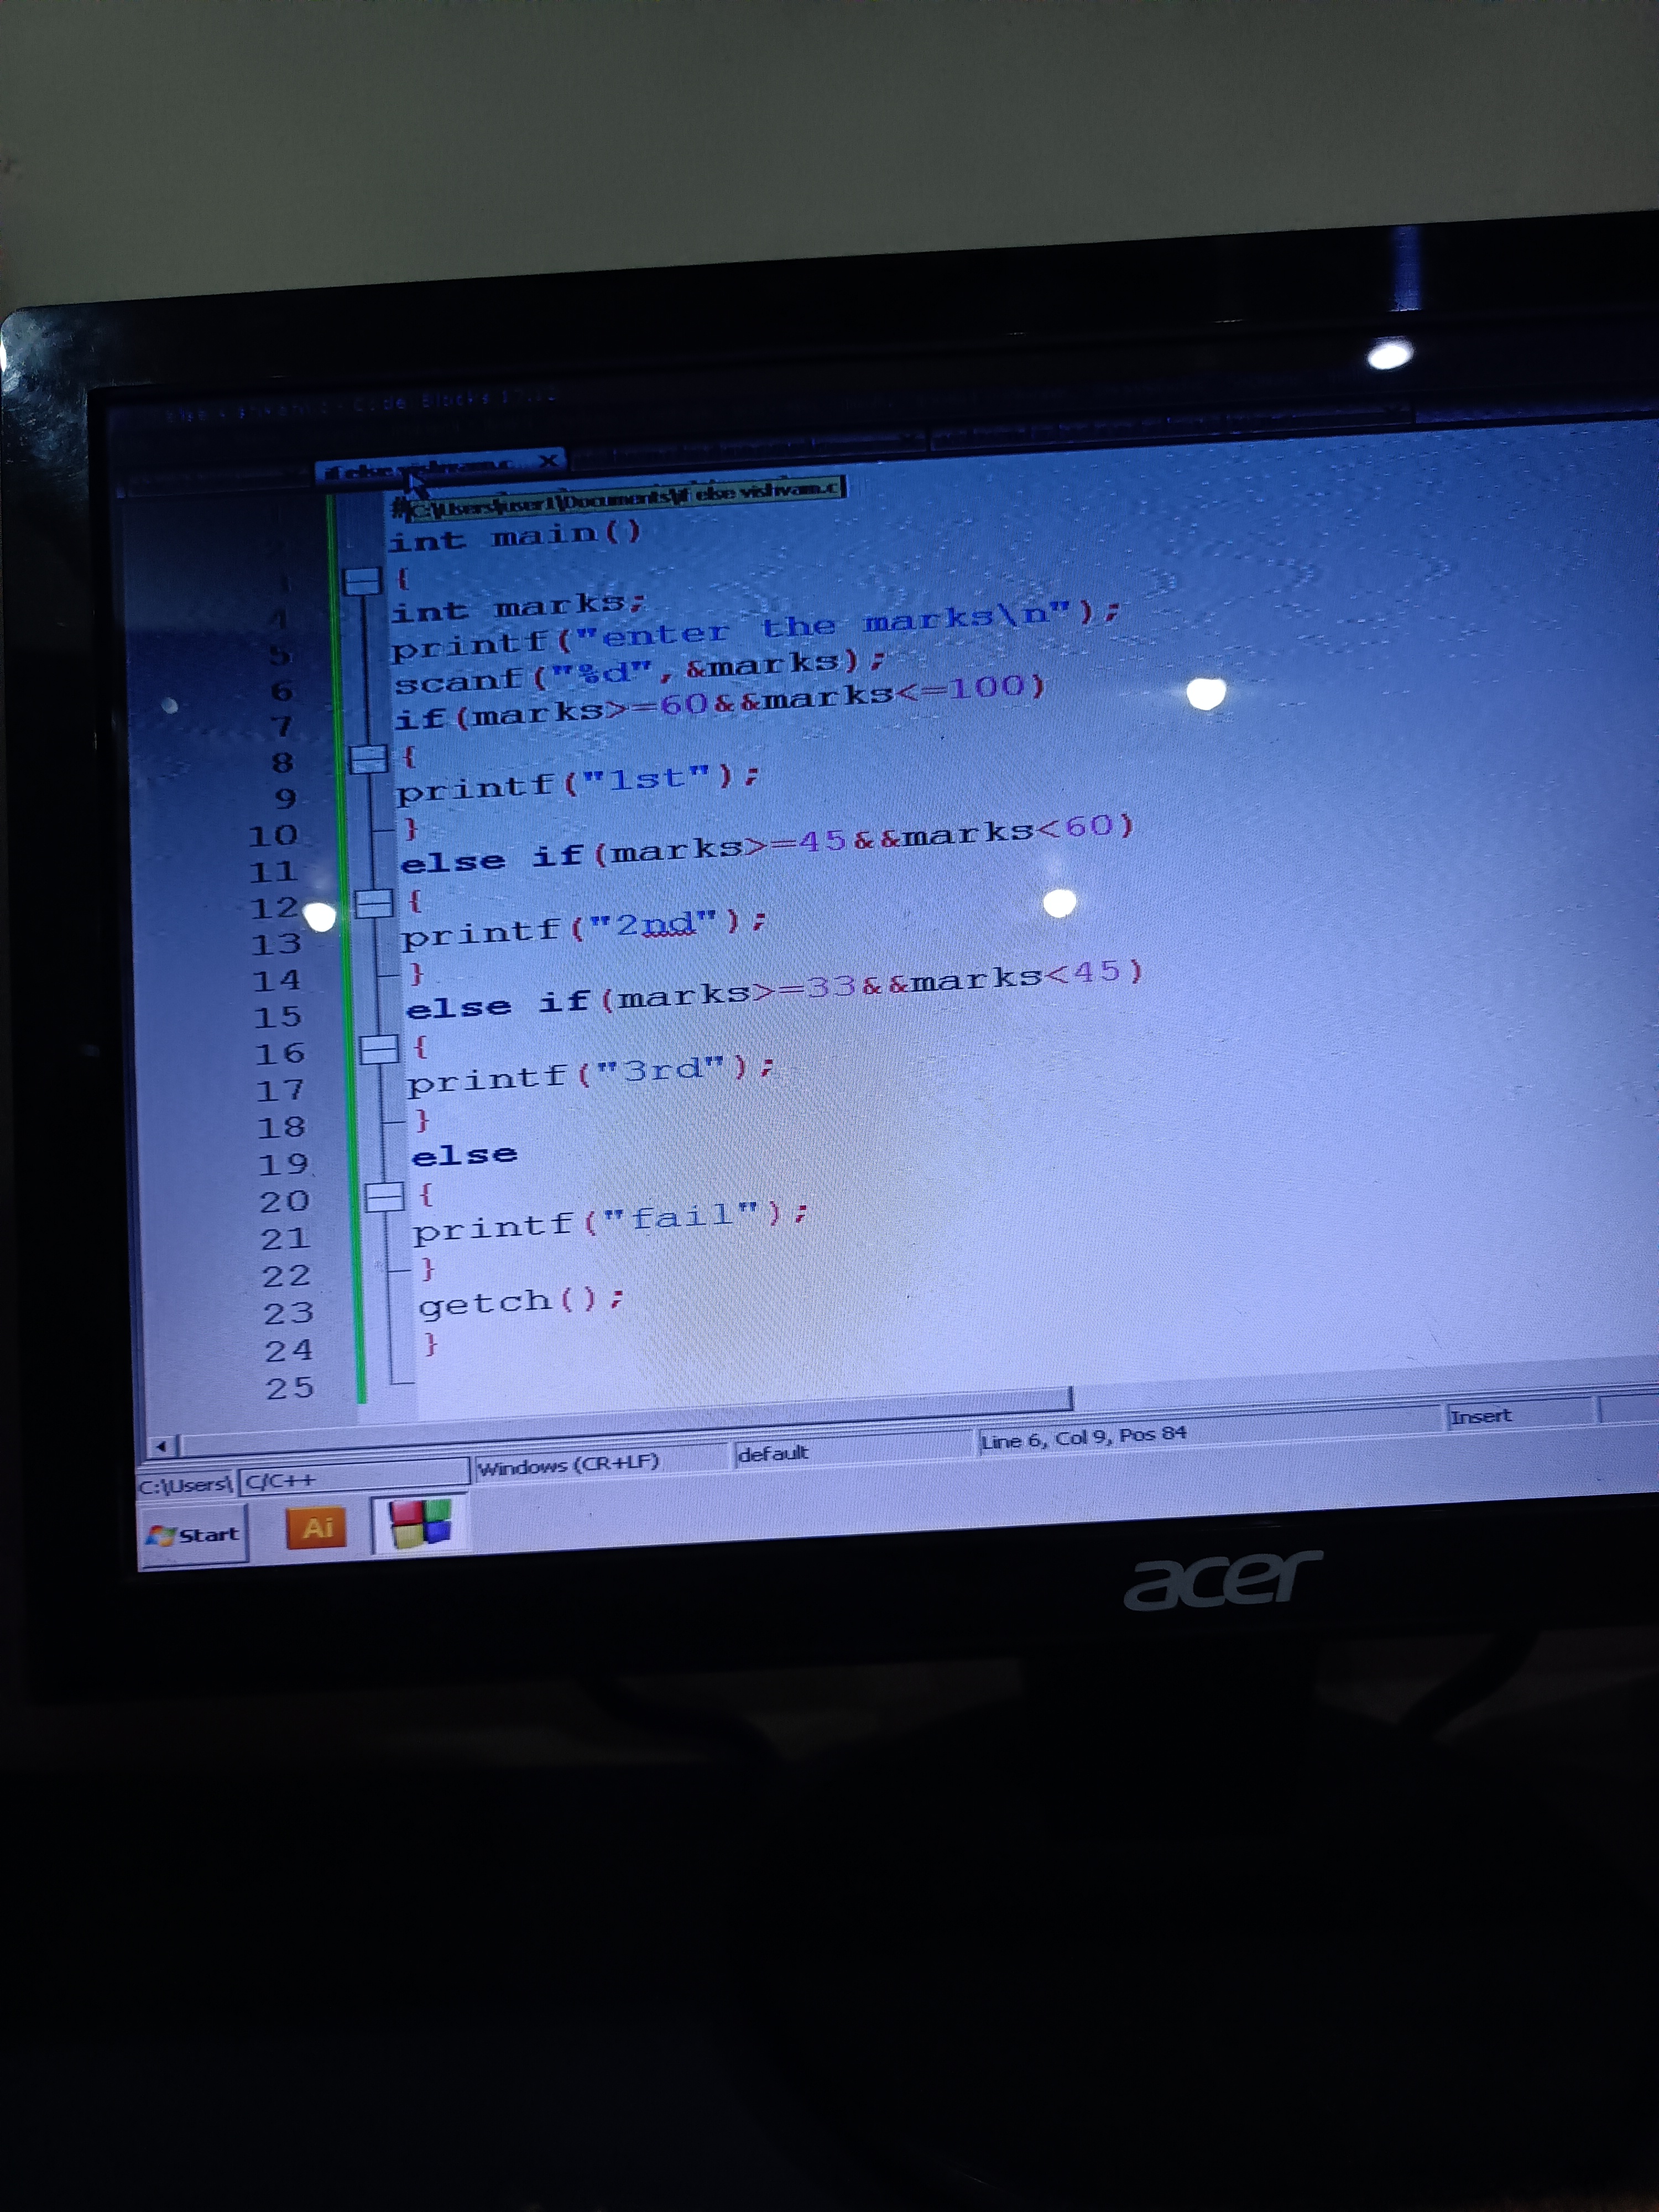 if else vishvam.c... X
#C:\Users\user1\Documents\if else vishvam.c
int main()
{
4 int marks;
5 printf("enter the marks\n");
6 scanf("%d",&marks);
7 if(marks>=60&&marks<=100)
8 {
9 printf("1st");
10 }
11 else if(marks>=45&&marks<60)
12 {
13 printf("2nd");
14 }
15 else if(marks>=33&&marks<45)
16 {
17 printf("3rd");
18 }
19 else
20 {
21 printf("fail");
22 }
23 getch();
24 }
25
C:\Users\ C/C++ Windows (CR+LF) default Line 6, Col 9, Pos 84 Insert
Start Ai
acer